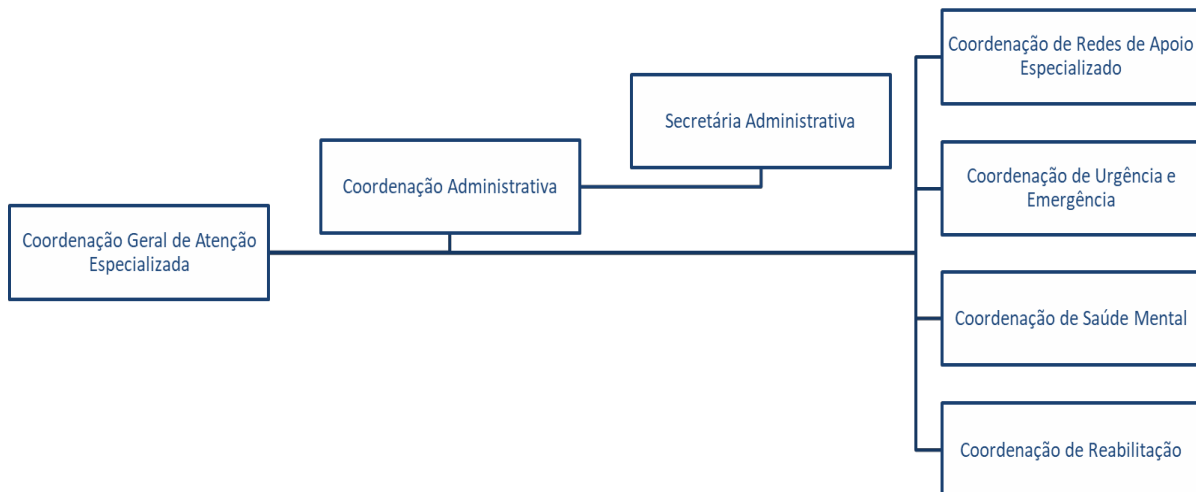 Coordenação Geral de Atenção
Especializada
Coordenação Administrativa
Secretária Administrativa
Coordenação de Redes de Apoio
Especializado
Coordenação de Urgência e
Emergência
Coordenação de Saúde Mental
Coordenação de Reabilitação